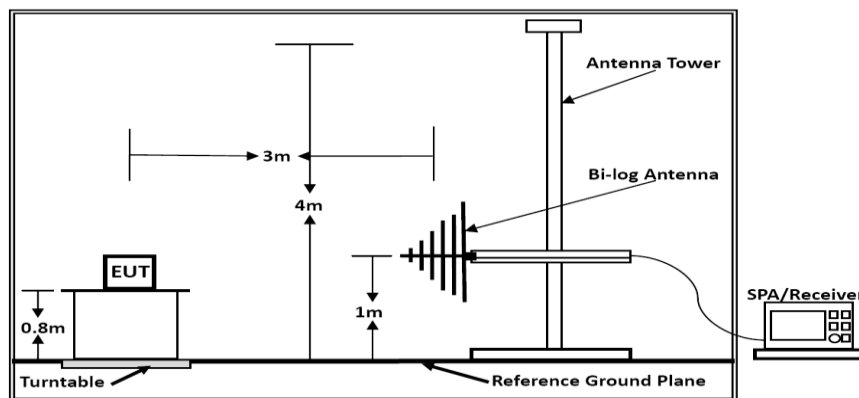 Antenna Tower
3m
Bi-log Antenna
4m
EUT
SPA/Receiver
0.8m
1m
Turntable
Reference Ground Plane